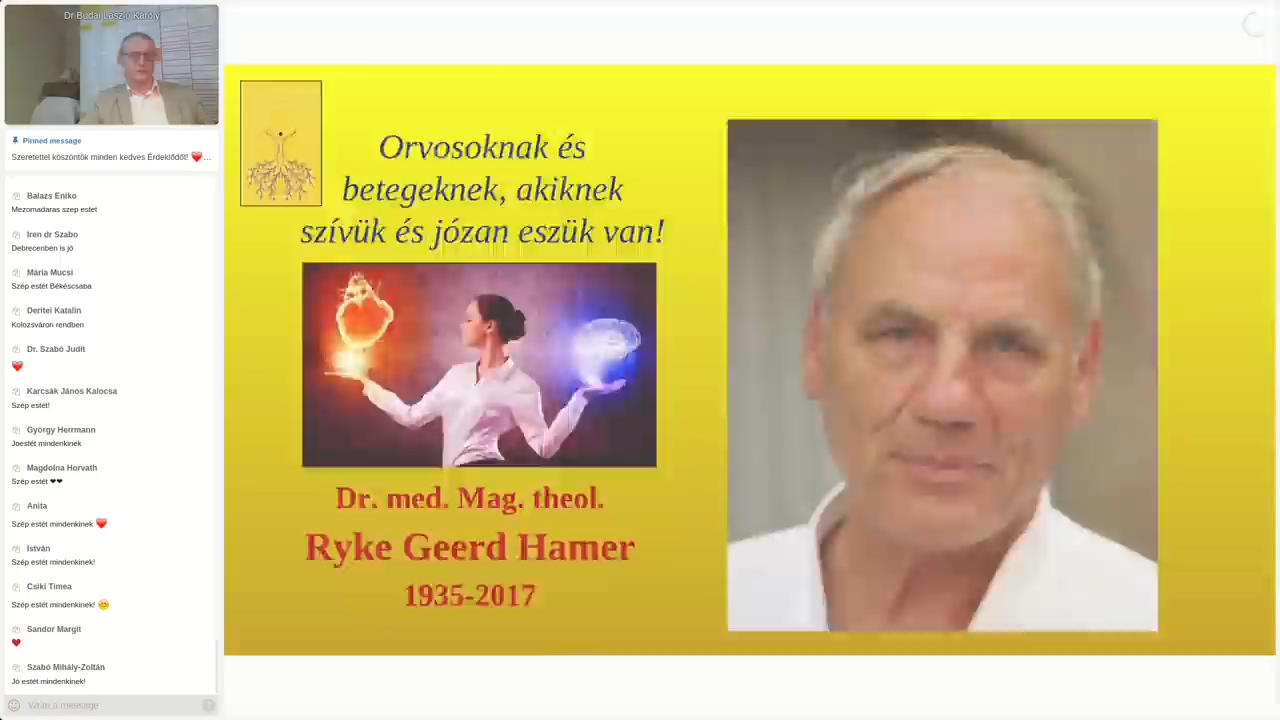 Dr Budai László Károly
Pinned message
Szeretettel köszöntök minden kedves Érdeklődőt! ❤️...
Balazs Eniko
Mezomadaras szep estet
Iren dr Szabo
Debrecenben is jó
Mária Mucsi
Szép estét Békéscsaba
Deritei Katalin
Kolozsváron rendben
Dr. Szabó Judit
❤️
Karcsák János Kalocsa
Szép estét!
György Herrmann
Joestét mindenkinek
Magdolna Horvath
Szép estét ❤❤
Anita
Szép estét mindenkinek ❤️
István
Szép estét mindenkinek!
Csiki Timea
Szép estét mindenkinek! 😊
Sandor Margit
♥
Szabó Mihály-Zoltán
Jó estét mindenkinek!
Write a message
Orvosoknak és
betegeknek, akiknek
szívük és józan eszük van!
Dr. med. Mag. theol.
Ryke Geerd Hamer
1935-2017